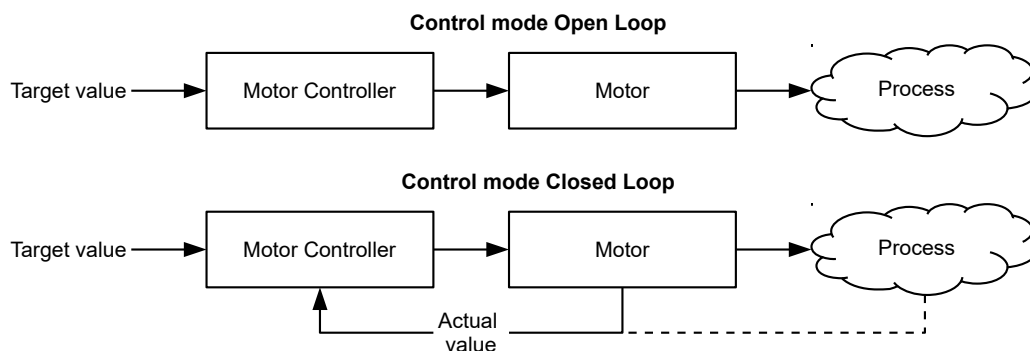 Control mode Open Loop
Target value
Motor Controller
Motor
Process
Control mode Closed Loop
Target value
Motor Controller
Motor
Process
Actual
value